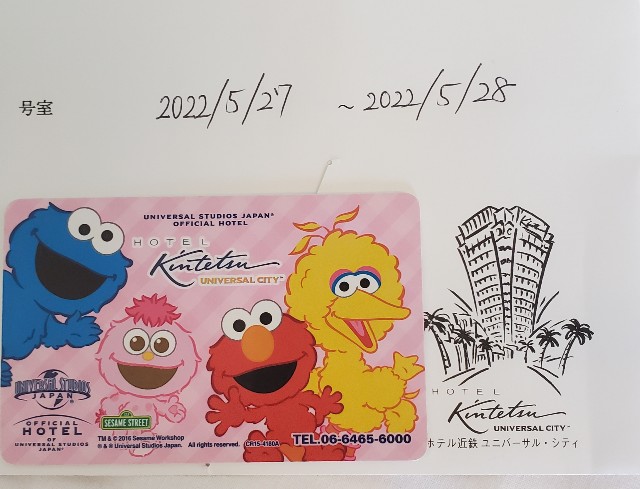 号室 2022/5/27 ~ 2022/5/28
UNIVERSAL STUDIOS JAPAN®
OFFICIAL HOTEL
HOTEL
Kintetsu
UNIVERSAL CITY™
UNIVERSAL STUDIOS
JAPAN
OFFICIAL
HOTEL
OF
UNIVERSAL STUDIOS
JAPAN
SESAME STREET
TM & © 2016 Sesame Workshop
® & © Universal Studios Japan. All rights reserved. CR15-4180A
TEL.06-6465-6000
HOTEL
Kintetsu
UNIVERSAL CITY™
ホテル近鉄 ユニバーサル・シティ